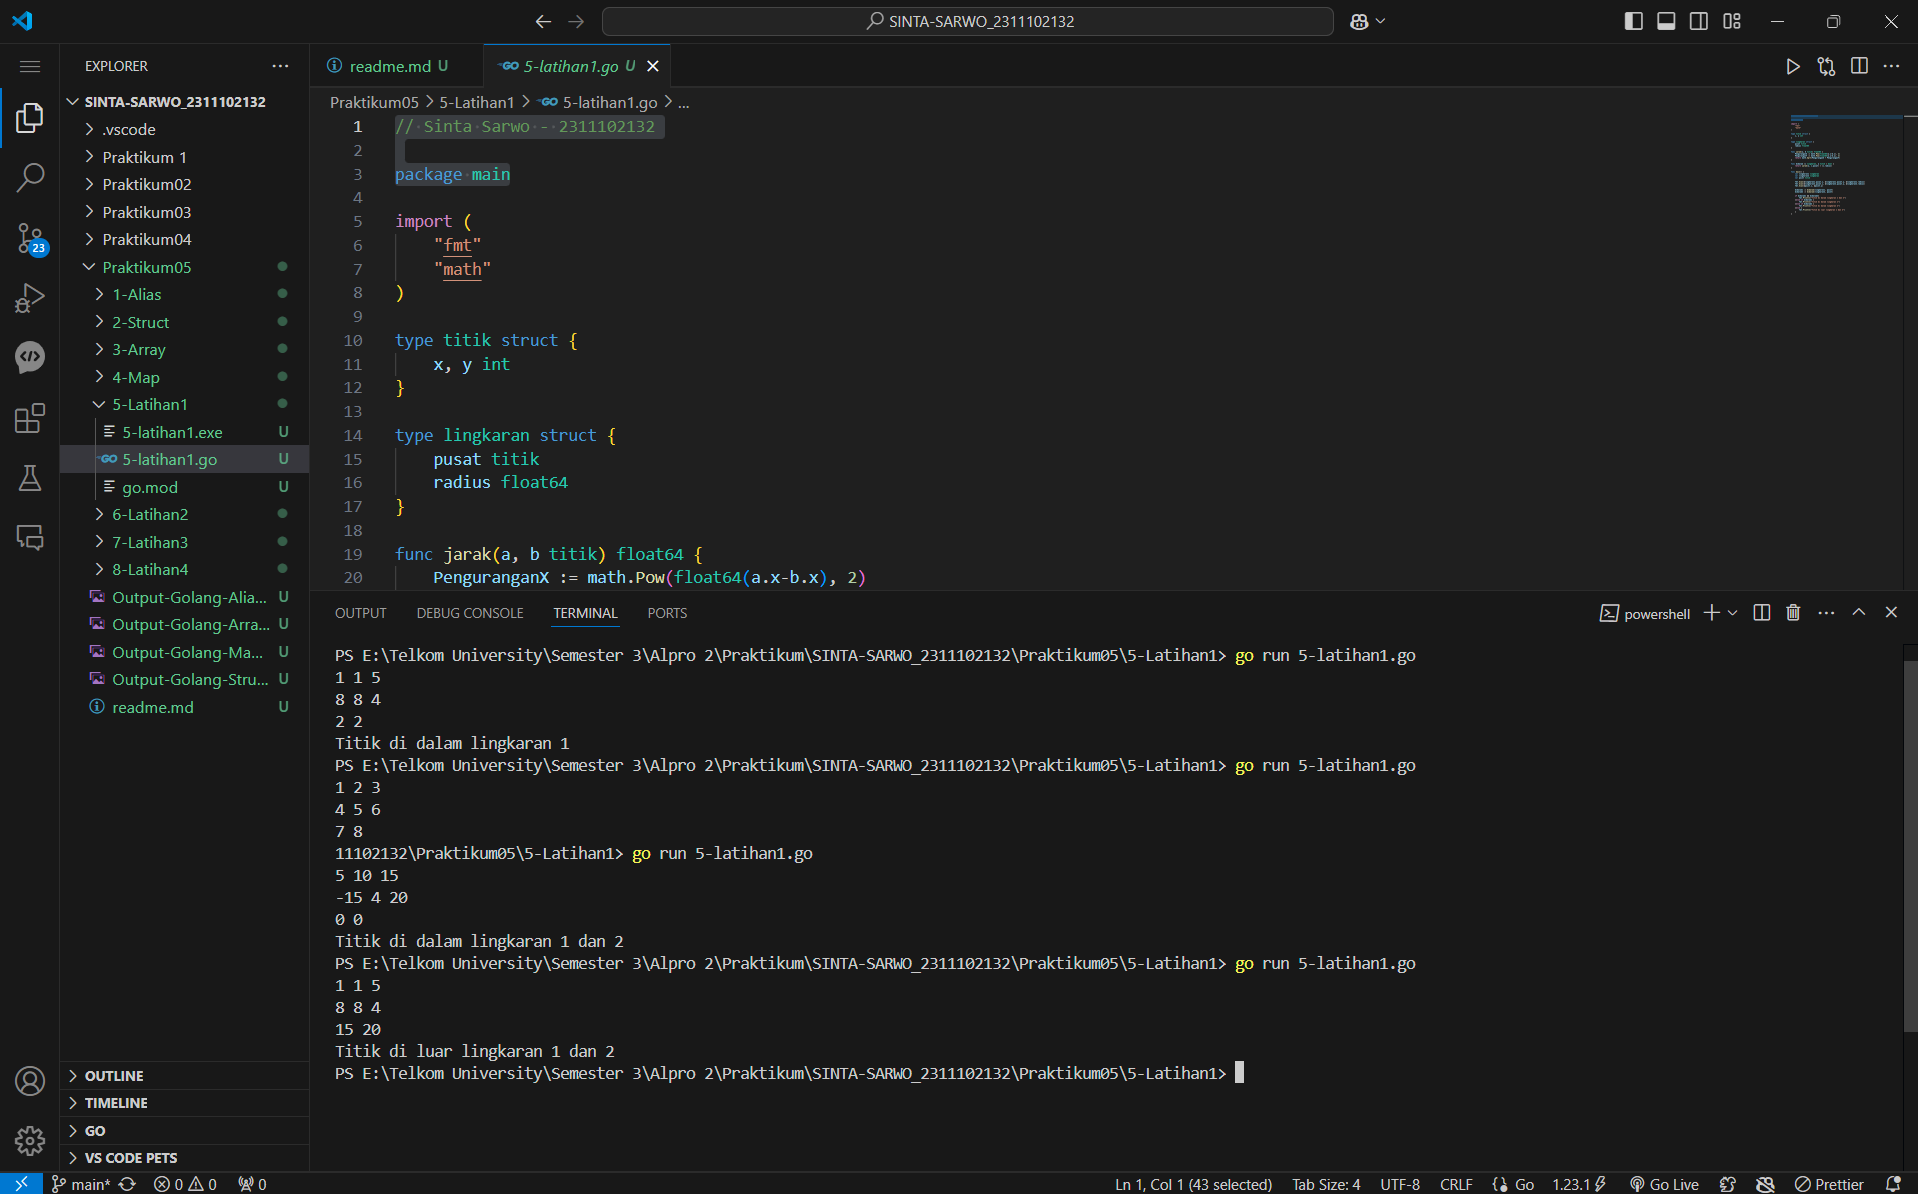 SINTA-SARWO_2311102132
EXPLORER
SINTA-SARWO_2311102132
.vscode
Praktikum 1
Praktikum02
Praktikum03
Praktikum04
Praktikum05
1-Alias
2-Struct
3-Array
4-Map
5-Latihan1
5-latihan1.exe U
GO 5-latihan1.go U
go.mod U
6-Latihan2
7-Latihan3
8-Latihan4
Output-Golang-Alia... U
Output-Golang-Arra... U
Output-Golang-Ma... U
Output-Golang-Stru... U
readme.md U
23
OUTLINE
TIMELINE
GO
VS CODE PETS
readme.md U
GO 5-latihan1.go U
Praktikum05 > 5-Latihan1 > GO 5-latihan1.go > ...
1 // Sinta Sarwo - 2311102132
2
3 package main
4
5 import (
6 "fmt"
7 "math"
8 )
9
10 type titik struct {
11 x, y int
12 }
13
14 type lingkaran struct {
15 pusat titik
16 radius float64
17 }
18
19 func jarak(a, b titik) float64 {
20 PenguranganX := math.Pow(float64(a.x-b.x), 2)
OUTPUT DEBUG CONSOLE TERMINAL PORTS
powershell
PS E:\Telkom University\Semester 3\Alpro 2\Praktikum\SINTA-SARWO_2311102132\Praktikum05\5-Latihan1> go run 5-latihan1.go
1 1 5
8 8 4
2 2
Titik di dalam lingkaran 1
PS E:\Telkom University\Semester 3\Alpro 2\Praktikum\SINTA-SARWO_2311102132\Praktikum05\5-Latihan1> go run 5-latihan1.go
1 2 3
4 5 6
7 8
11102132\Praktikum05\5-Latihan1> go run 5-latihan1.go
5 10 15
-15 4 20
0 0
Titik di dalam lingkaran 1 dan 2
PS E:\Telkom University\Semester 3\Alpro 2\Praktikum\SINTA-SARWO_2311102132\Praktikum05\5-Latihan1> go run 5-latihan1.go
1 1 5
8 8 4
15 20
Titik di luar lingkaran 1 dan 2
PS E:\Telkom University\Semester 3\Alpro 2\Praktikum\SINTA-SARWO_2311102132\Praktikum05\5-Latihan1>
main* 0 0 0 Ln 1, Col 1 (43 selected) Tab Size: 4 UTF-8 CRLF Go 1.23.1 Go Live Prettier